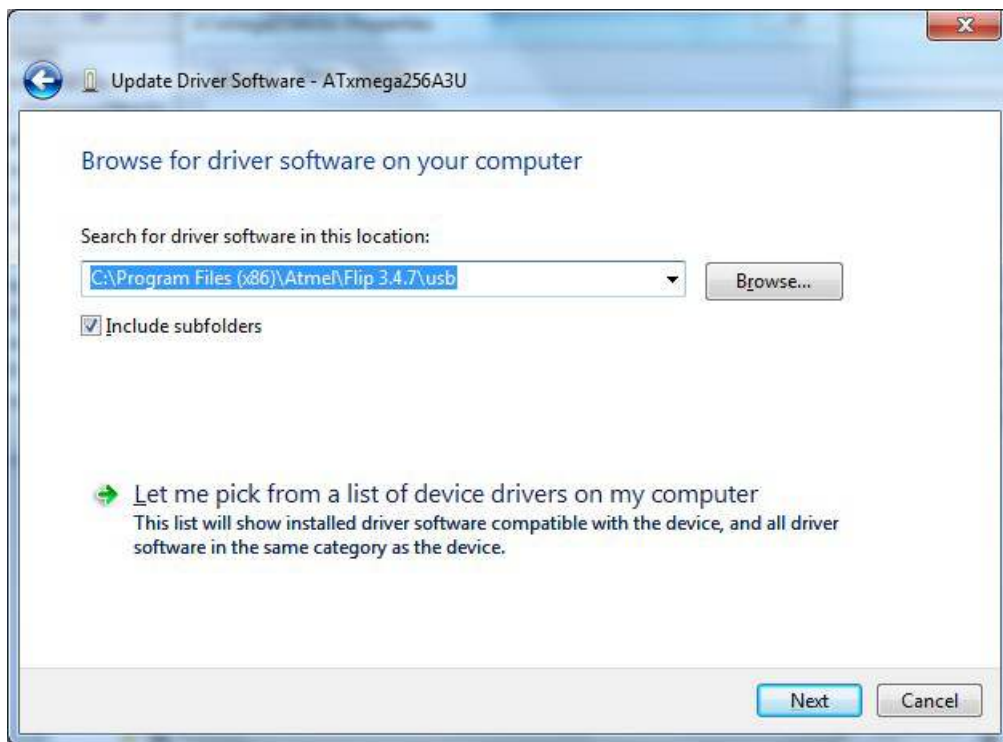 Update Driver Software - ATxmega256A3U
Browse for driver software on your computer
Search for driver software in this location:
C:\Program Files (x86)\Atmel\Flip 3.4.7\usb
Browse...
Include subfolders
Let me pick from a list of device drivers on my computer
This list will show installed driver software compatible with the device, and all driver
software in the same category as the device.
Next
Cancel